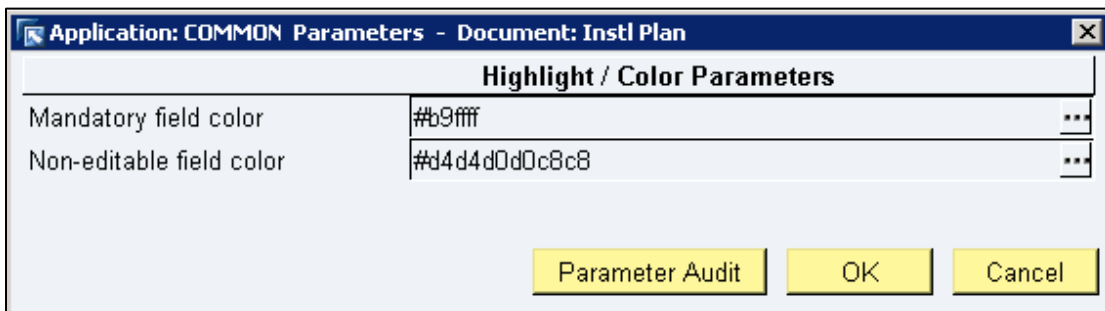 Application: COMMON Parameters - Document: Instl Plan
Highlight / Color Parameters
Mandatory field color #b9ffff
Non-editable field color #d4d4d0d0c8c8
Parameter Audit OK Cancel